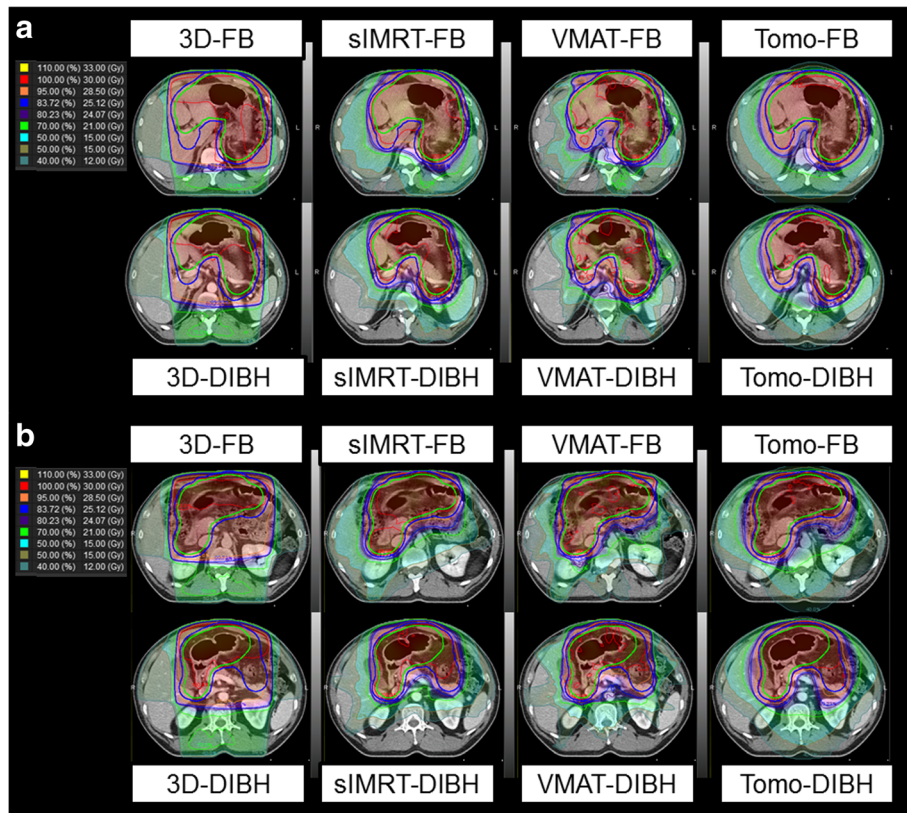 a
3D-FB sIMRT-FB VMAT-FB Tomo-FB
110.00 (%) 33.00 (Gy)
100.00 (%) 30.00 (Gy)
95.00 (%) 28.50 (Gy)
83.72 (%) 25.12 (Gy)
80.23 (%) 24.07 (Gy)
70.00 (%) 21.00 (Gy)
50.00 (%) 15.00 (Gy)
50.00 (%) 15.00 (Gy)
40.00 (%) 12.00 (Gy)
L R L R L R L
L R L R L R L
3D-DIBH sIMRT-DIBH VMAT-DIBH Tomo-DIBH
b
3D-FB sIMRT-FB VMAT-FB Tomo-FB
110.00 (%) 33.00 (Gy)
100.00 (%) 30.00 (Gy)
95.00 (%) 28.50 (Gy)
83.72 (%) 25.12 (Gy)
80.23 (%) 24.07 (Gy)
70.00 (%) 21.00 (Gy)
50.00 (%) 15.00 (Gy)
50.00 (%) 15.00 (Gy)
40.00 (%) 12.00 (Gy)
3D-DIBH sIMRT-DIBH VMAT-DIBH Tomo-DIBH